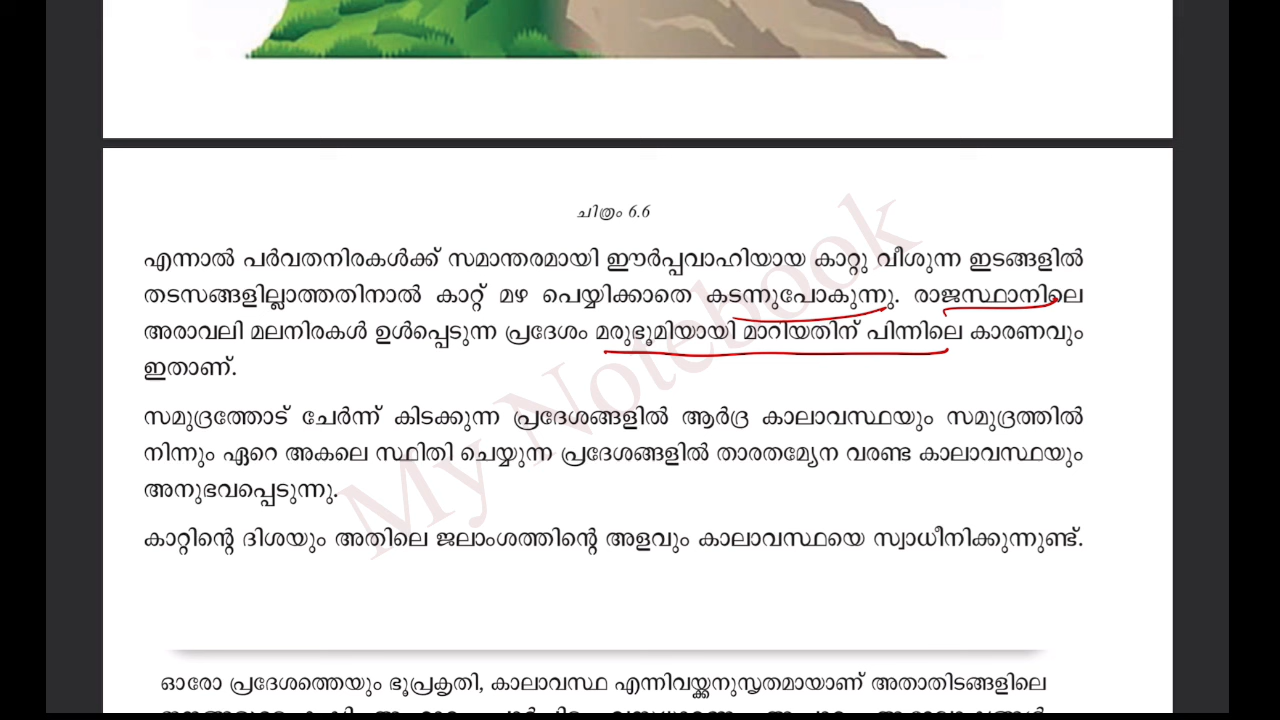 ചിത്രം 6.6
എന്നാൽ പർവതനിരകൾക്ക് സമാന്തരമായി ഈർപ്പവാഹിയായ കാറ്റു വീശുന്ന ഇടങ്ങളിൽ
തടസങ്ങളില്ലാത്തതിനാൽ കാറ്റ് മഴ പെയ്യിക്കാതെ കടന്നുപോകുന്നു. രാജസ്ഥാനിലെ
അരാവലി മലനിരകൾ ഉൾപ്പെടുന്ന പ്രദേശം മരുഭൂമിയായി മാറിയതിന് പിന്നിലെ കാരണവും
ഇതാണ്.
സമുദ്രത്തോട് ചേർന്ന് കിടക്കുന്ന പ്രദേശങ്ങളിൽ ആർദ്ര കാലാവസ്ഥയും സമുദ്രത്തിൽ
നിന്നും ഏറെ അകലെ സ്ഥിതി ചെയ്യുന്ന പ്രദേശങ്ങളിൽ താരതമ്യേന വരണ്ട കാലാവസ്ഥയും
അനുഭവപ്പെടുന്നു.
കാറ്റിന്റെ ദിശയും അതിലെ ജലാംശത്തിന്റെ അളവും കാലാവസ്ഥയെ സ്വാധീനിക്കുന്നുണ്ട്.
ഓരോ പ്രദേശത്തെയും ഭൂപ്രകൃതി, കാലാവസ്ഥ എന്നിവയ്ക്കനുസൃതമായാണ് അതാതിടങ്ങളിലെ
My Notebook